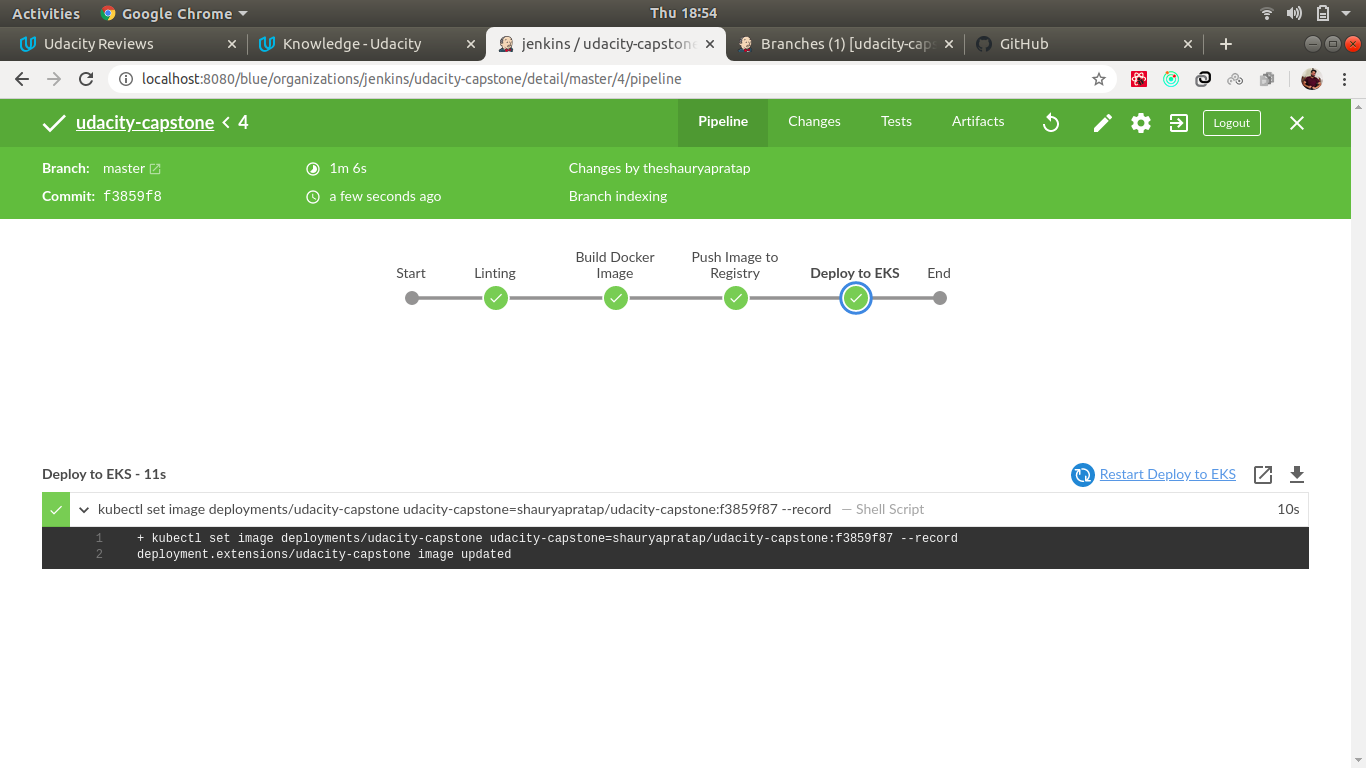 Activities
Google Chrome
Thu 18:54
Udacity Reviews
Knowledge - Udacity
jenkins / udacity-capstone
Branches (1) [udacity-cap
GitHub
localhost:8080/blue/organizations/jenkins/udacity-capstone/detail/master/4/pipeline
udacity-capstone < 4
Pipeline
Changes
Tests
Artifacts
Logout
Branch: master
1m 6s
Changes by theshauryapratap
Commit: f3859f8
a few seconds ago
Branch indexing
Start
Linting
Build Docker
Image
Push Image to
Registry
Deploy to EKS
End
Deploy to EKS - 11s
Restart Deploy to EKS
kubectl set image deployments/udacity-capstone udacity-capstone=shauryapratap/udacity-capstone:f3859f87 --record — Shell Script
10s
1 + kubectl set image deployments/udacity-capstone udacity-capstone=shauryapratap/udacity-capstone:f3859f87 --record
2 deployment.extensions/udacity-capstone image updated